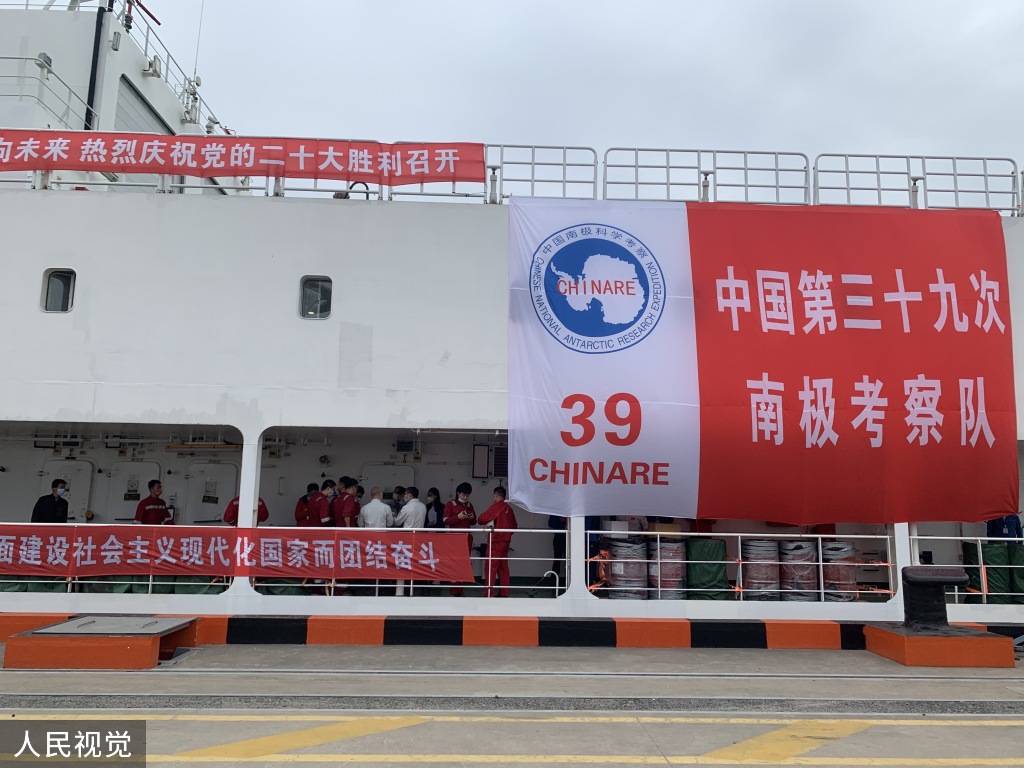 向未来 热烈庆祝党的二十大胜利召开
中国南极科学考察
CHINESE NATIONAL ANTARCTIC RESEARCH EXPEDITION
CHINARE
39
CHINARE
中国第三十九次
南极考察队
面建设社会主义现代化国家而团结奋斗
人民视觉